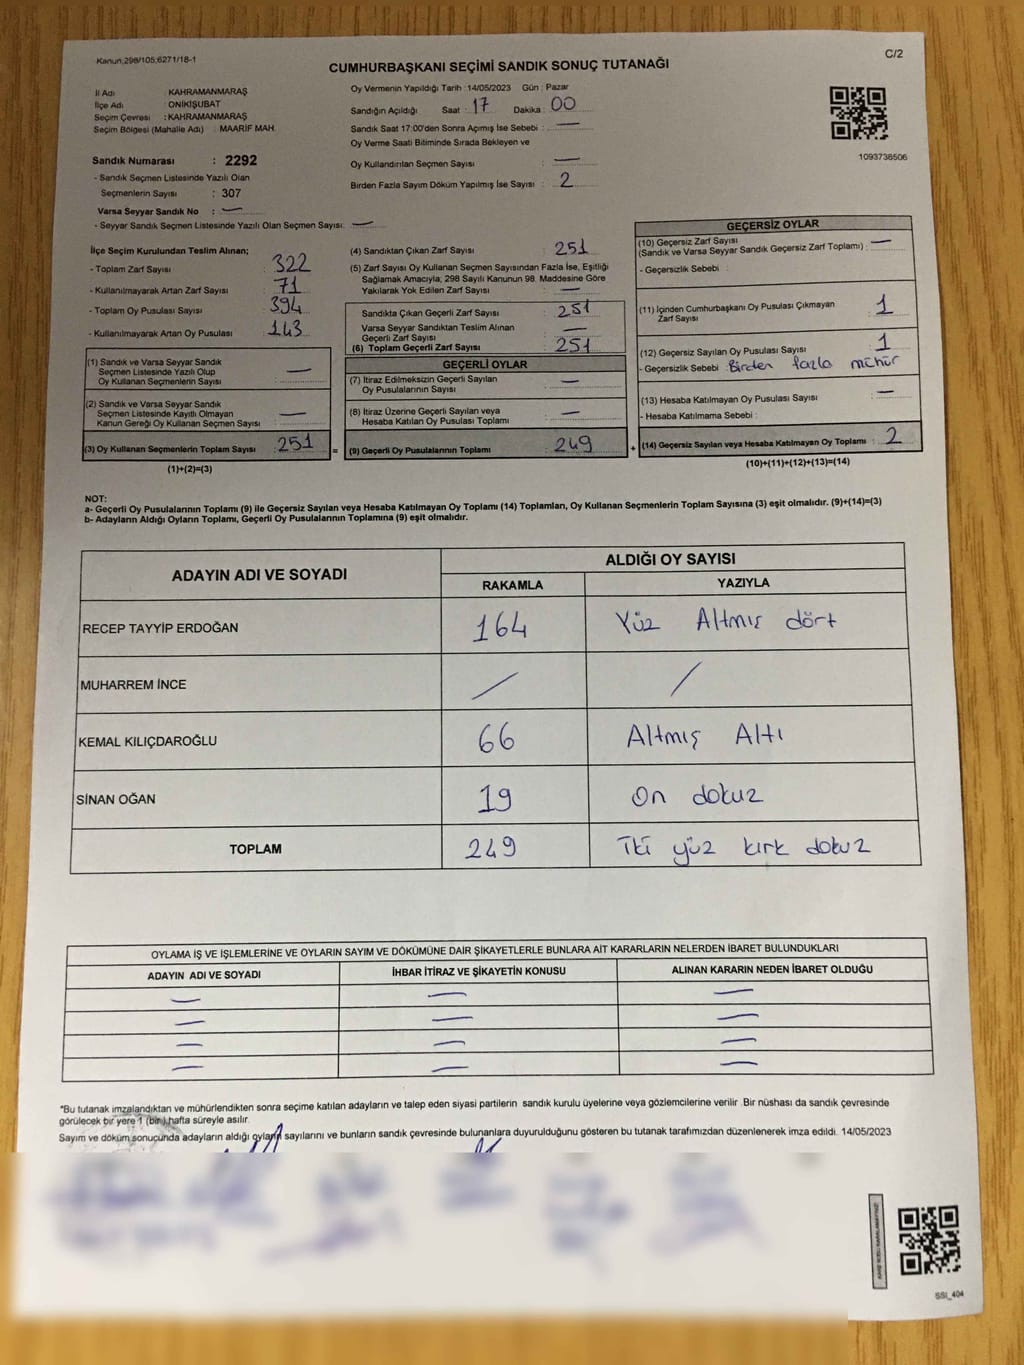 Kanun;298/105;6271/18-1
C/2
CUMHURBAŞKANI SEÇİMİ SANDIK SONUÇ TUTANAĞI
İl Adı : KAHRAMANMARAŞ
İlçe Adı : ONİKİŞUBAT
Seçim Çevresi : KAHRAMANMARAŞ
Seçim Bölgesi (Mahalle Adı) : MAARİF MAH.
Sandık Numarası : 2292
- Sandık Seçmen Listesinde Yazılı Olan
Seçmenlerin Sayısı : 307
Varsa Seyyar Sandık No : —
- Seyyar Sandık Seçmen Listesinde Yazılı Olan Seçmen Sayısı: —
Oy Vermenin Yapıldığı Tarih : 14/05/2023 Gün : Pazar
Sandığın Açıldığı Saat : 17 Dakika : 00
Sandık Saat 17:00'den Sonra Açımış İse Sebebi : —
Oy Verme Saati Bitiminde Sırada Bekleyen ve
Oy Kullandırılan Seçmen Sayısı : —
Birden Fazla Sayım Döküm Yapılmış İse Sayısı : 2
1093738506
İlçe Seçim Kurulundan Teslim Alınan;
- Toplam Zarf Sayısı : 322
- Kullanılmayarak Artan Zarf Sayısı : 71
- Toplam Oy Pusulası Sayısı : 394
- Kullanılmayarak Artan Oy Pusulası : 143
(1) Sandık ve Varsa Seyyar Sandık
Seçmen Listesinde Yazılı Olup
Oy Kullanan Seçmenlerin Sayısı : —
(2) Sandık ve Varsa Seyyar Sandık
Seçmen Listesinde Kayıtlı Olmayan
Kanun Gereği Oy Kullanan Seçmen Sayısı : —
(3) Oy Kullanan Seçmenlerin Toplam Sayısı : 251
(1)+(2)=(3)
(4) Sandıktan Çıkan Zarf Sayısı : 251
(5) Zarf Sayısı Oy Kullanan Seçmen Sayısından Fazla İse, Eşitliği
Sağlamak Amacıyla, 298 Sayılı Kanunun 98. Maddesine Göre
Yakılarak Yok Edilen Zarf Sayısı : —
Sandıkta Çıkan Geçerli Zarf Sayısı : 251
Varsa Seyyar Sandıktan Teslim Alınan
Geçerli Zarf Sayısı : —
(6) Toplam Geçerli Zarf Sayısı : 251
GEÇERLİ OYLAR
(7) İtiraz Edilmeksizin Geçerli Sayılan
Oy Pusulalarının Sayısı : —
(8) İtiraz Üzerine Geçerli Sayılan veya
Hesaba Katılan Oy Pusulası Toplamı : —
= (9) Geçerli Oy Pusulalarının Toplamı : 249 +
GEÇERSİZ OYLAR
(10) Geçersiz Zarf Sayısı
(Sandık ve Varsa Seyyar Sandık Geçersiz Zarf Toplamı) : —
- Geçersizlik Sebebi :
(11) İçinden Cumhurbaşkanı Oy Pusulası Çıkmayan
Zarf Sayısı : 1
(12) Geçersiz Sayılan Oy Pusulası Sayısı : 1
- Geçersizlik Sebebi : Birden fazla mühür
(13) Hesaba Katılmayan Oy Pusulası Sayısı : —
- Hesaba Katılmama Sebebi :
(14) Geçersiz Sayılan veya Hesaba Katılmayan Oy Toplamı : 2
(10)+(11)+(12)+(13)=(14)
NOT:
a- Geçerli Oy Pusulalarının Toplamı (9) ile Geçersiz Sayılan veya Hesaba Katılmayan Oy Toplamı (14) Toplamları, Oy Kullanan Seçmenlerin Toplam Sayısına (3) eşit olmalıdır. (9)+(14)=(3)
b- Adayların Aldığı Oyların Toplamı, Geçerli Oy Pusulalarının Toplamına (9) eşit olmalıdır.
ADAYIN ADI VE SOYADI
ALDIĞI OY SAYISI
RAKAMLA YAZIYLA
RECEP TAYYİP ERDOĞAN 164 Yüz Altmış dört
MUHARREM İNCE / /
KEMAL KILIÇDAROĞLU 66 Altmış Altı
SİNAN OĞAN 19 On dokuz
TOPLAM 249 İki yüz kırk dokuz
OYLAMA İŞ VE İŞLEMLERİNE VE OYLARIN SAYIM VE DÖKÜMÜNE DAİR ŞİKAYETLERLE BUNLARA AİT KARARLARIN NELERDEN İBARET BULUNDUKLARI
ADAYIN ADI VE SOYADI İHBAR İTİRAZ VE ŞİKAYETİN KONUSU ALINAN KARARIN NEDEN İBARET OLDUĞU
— — —
— — —
— — —
— — —
*Bu tutanak imzalandıktan ve mühürlendikten sonra seçime katılan adayların ve talep eden siyasi partilerin sandık kurulu üyelerine veya gözlemcilerine verilir. Bir nüshası da sandık çevresinde
görülecek bir yere 1 (bir) hafta süreyle asılır.
Sayım ve döküm sonucunda adayların aldığı oyların sayılarını ve bunların sandık çevresinde bulunanlara duyurulduğunu gösteren bu tutanak tarafımızdan düzenlenerek imza edildi. 14/05/2023
SSI_404